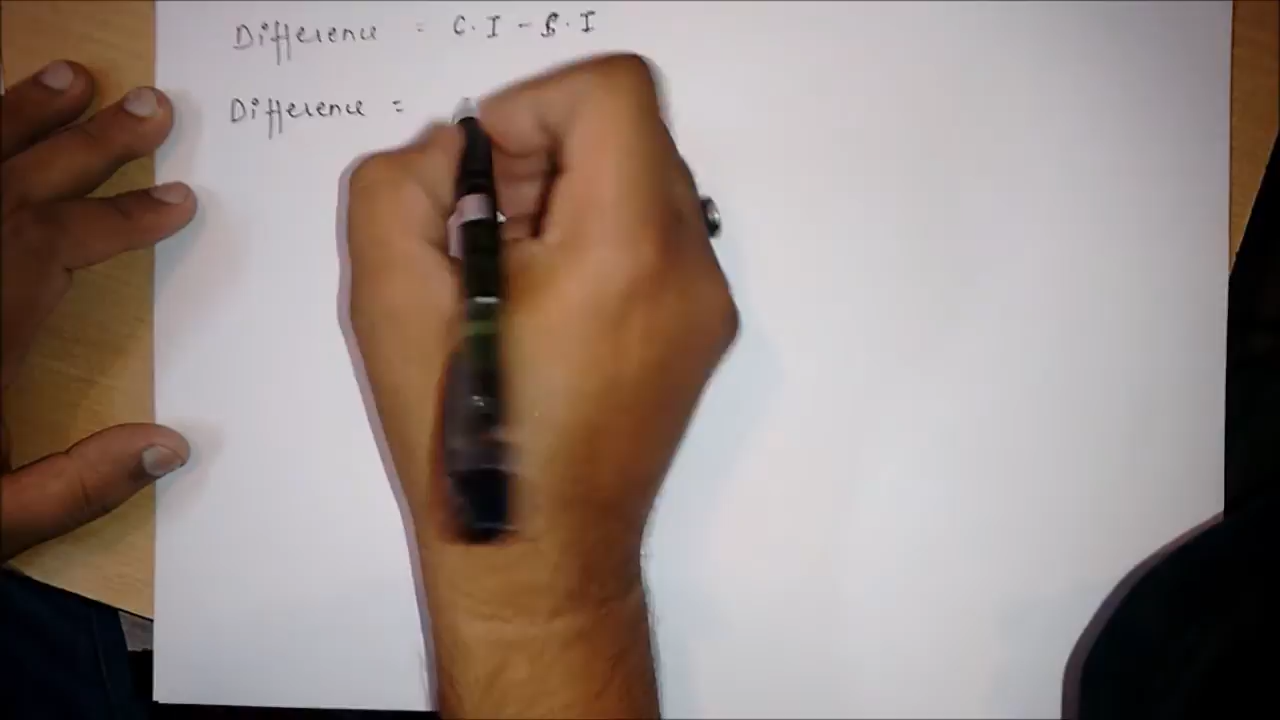 Difference = C.I - S.I
Difference =